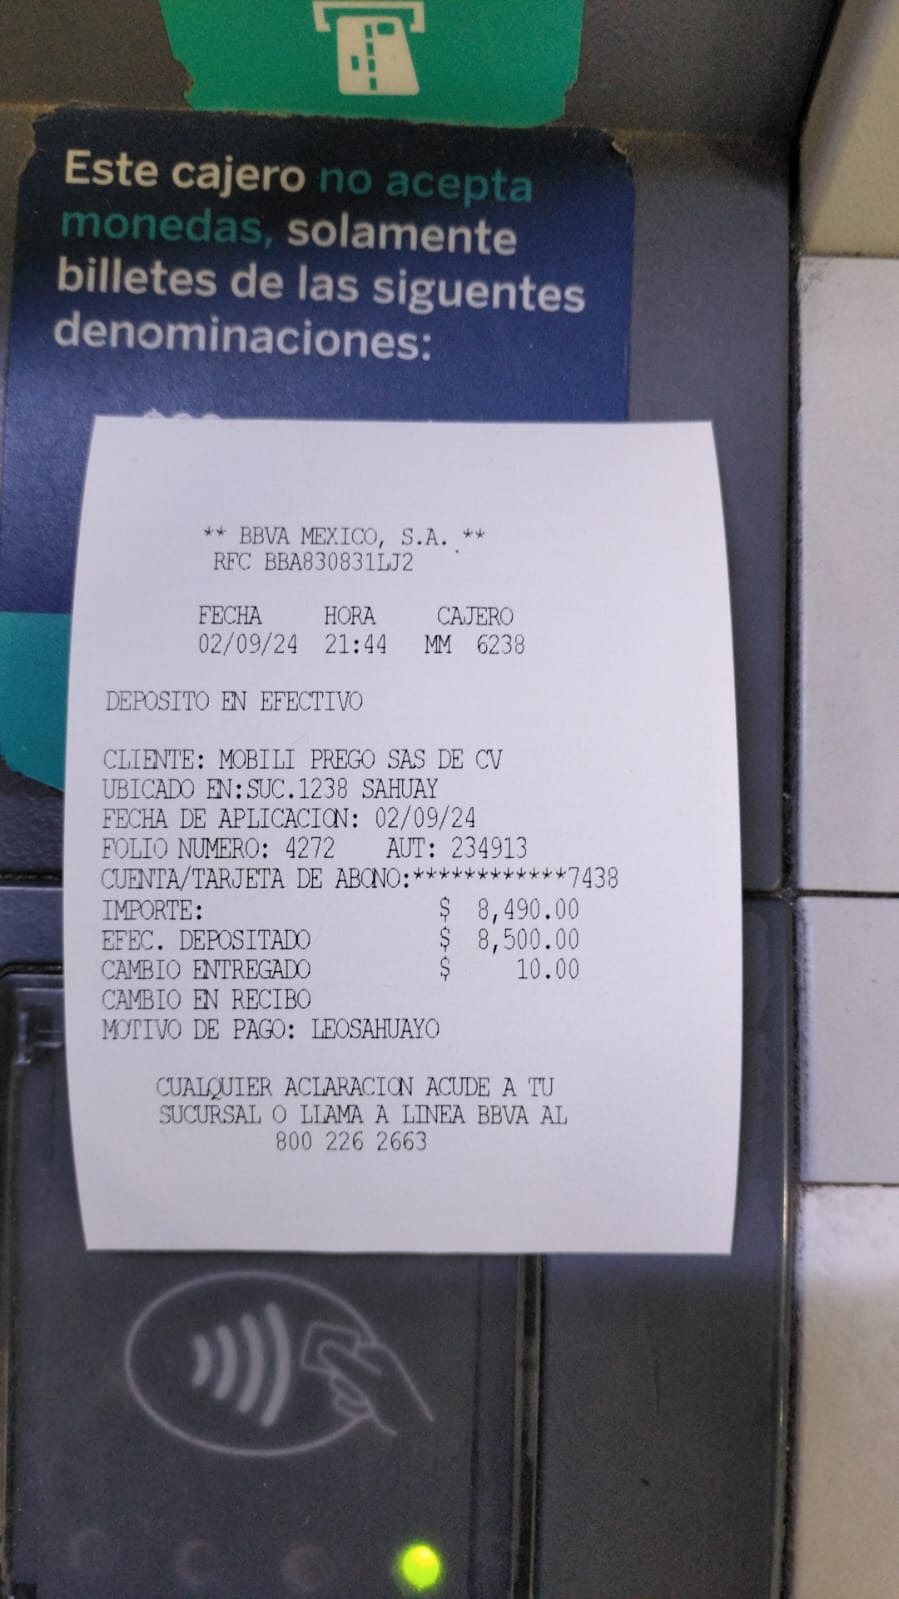 Este cajero no acepta
monedas, solamente
billetes de las siguentes
denominaciones:
** BBVA MEXICO, S.A. **
RFC BBA830831LJ2
FECHA HORA CAJERO
02/09/24 21:44 MM 6238
DEPOSITO EN EFECTIVO
CLIENTE: MOBILI PREGO SAS DE CV
UBICADO EN:SUC.1238 SAHUAY
FECHA DE APLICACION: 02/09/24
FOLIO NUMERO: 4272 AUT: 234913
CUENTA/TARJETA DE ABONO:************7438
IMPORTE: $ 8,490.00
EFEC. DEPOSITADO $ 8,500.00
CAMBIO ENTREGADO $ 10.00
CAMBIO EN RECIBO
MOTIVO DE PAGO: LEOSAHUAYO
CUALQUIER ACLARACION ACUDE A TU
SUCURSAL O LLAMA A LINEA BBVA AL
800 226 2663